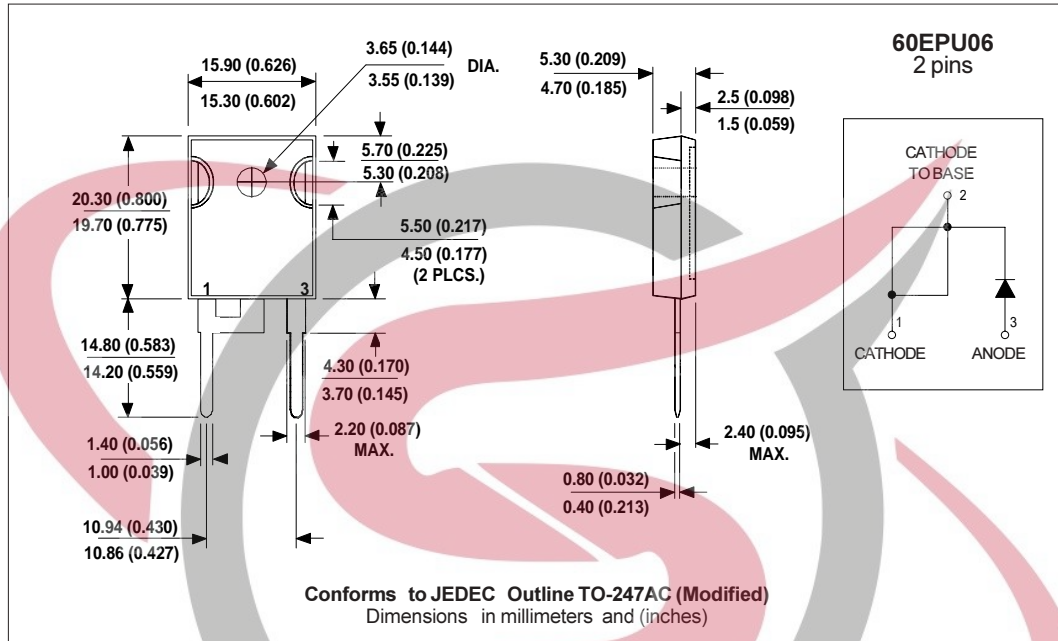 60EPU06
2 pins
3.65 (0.144)
3.55 (0.139)
DIA.
15.90 (0.626)
15.30 (0.602)
5.30 (0.209)
4.70 (0.185)
2.5 (0.098)
1.5 (0.059)
5.70 (0.225)
5.30 (0.208)
20.30 (0.800)
19.70 (0.775)
5.50 (0.217)
4.50 (0.177)
(2 PLCS.)
1
3
14.80 (0.583)
14.20 (0.559)
4.30 (0.170)
3.70 (0.145)
2.20 (0.087)
MAX.
1.40 (0.056)
1.00 (0.039)
2.40 (0.095)
MAX.
0.80 (0.032)
0.40 (0.213)
10.94 (0.430)
10.86 (0.427)
CATHODE
TO BASE
2
1
3
CATHODE
ANODE
Conforms to JEDEC Outline TO-247AC (Modified)
Dimensions in millimeters and (inches)